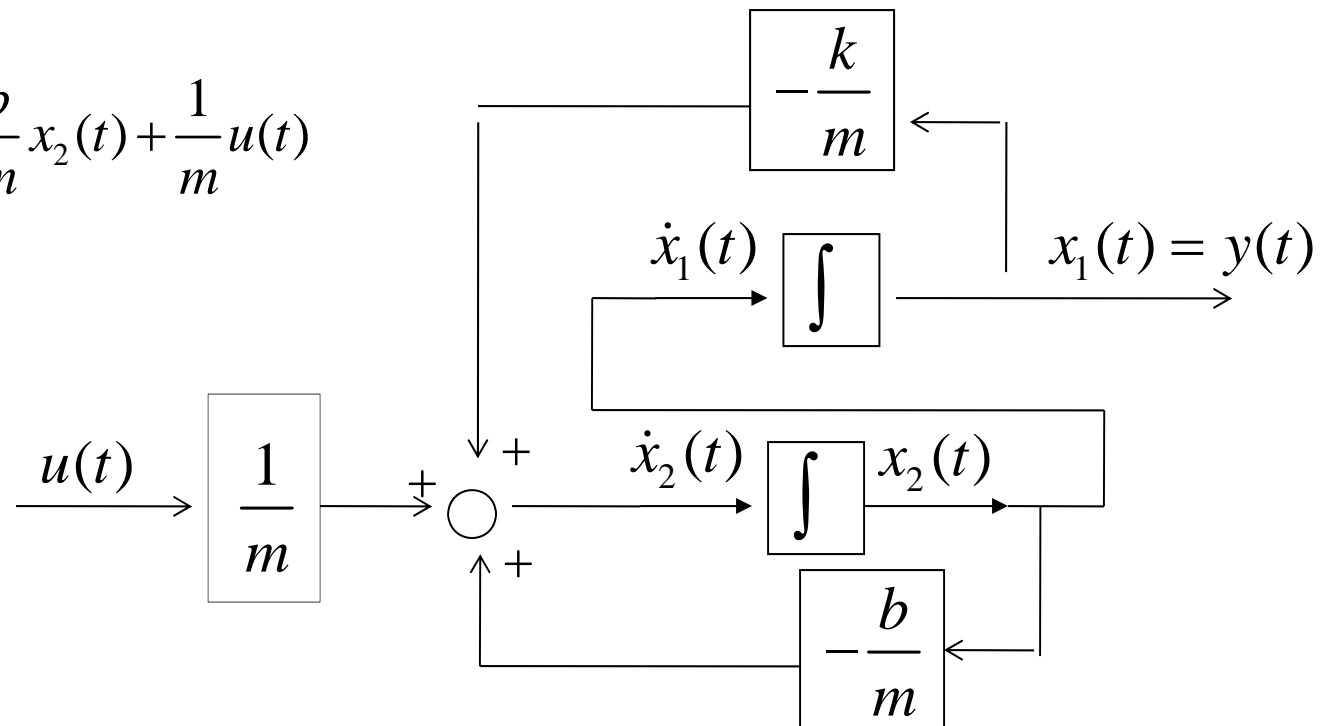 -k/m
x₂(t) + 1/m u(t)
ẋ₁(t) ∫ x₁(t) = y(t)
u(t) 1/m + + ẋ₂(t) ∫ x₂(t)
+
-b/m